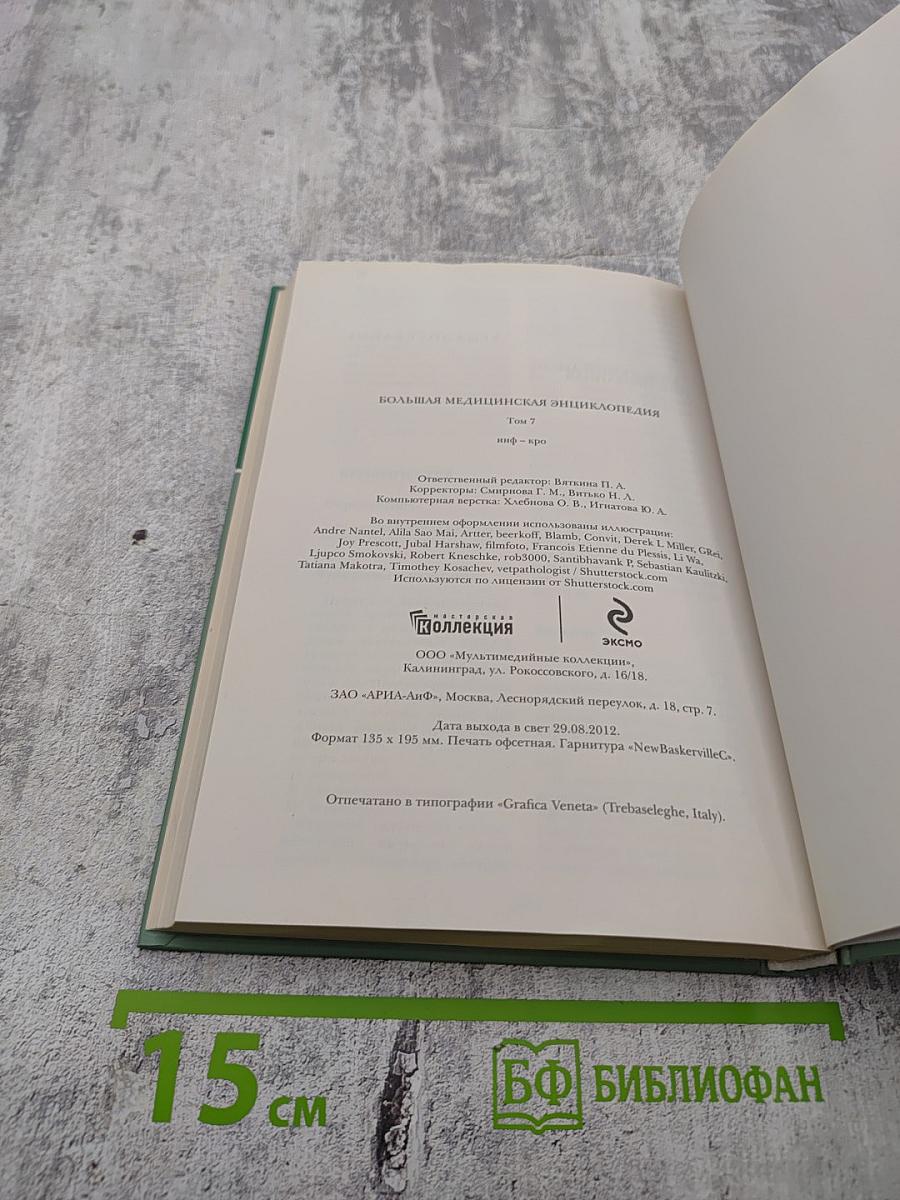 БОЛЬШАЯ МЕДИЦИНСКАЯ ЭНЦИКЛОПЕДИЯ
Том 7
инф – кро
Ответственный редактор: Вяткина П. А.
Корректоры: Смирнова Г. М., Витько Н. Л.
Компьютерная верстка: Хлебнова О. В., Игнатова Ю. А.
Во внутреннем оформлении использованы иллюстрации:
Andre Nantel, Alila Sao Mai, Artter, beerkoff, Blamb, Convit, Derek L Miller, GRei,
Joy Prescott, Jubal Harshaw, filmfoto, Francois Etienne du Plessis, Li Wa,
Ljupco Smokovski, Robert Kneschke, rob3000, Santibhavank P, Sebastian Kaulitzki,
Tatiana Makotra, Timothey Kosachev, vetpathologist / Shutterstock.com
Используются по лицензии от Shutterstock.com
мастерская
коллекция
ЭКСМО
ООО «Мультимедийные коллекции»,
Калининград, ул. Рокоссовского, д. 16/18.
ЗАО «АРИА-АиФ», Москва, Леснорядский переулок, д. 18, стр. 7.
Дата выхода в свет 29.08.2012.
Формат 135 х 195 мм. Печать офсетная. Гарнитура «NewBaskervilleC».
Отпечатано в типографии «Grafica Veneta» (Trebaseleghe, Italy).
15 см
БФ БИБЛИОФАН